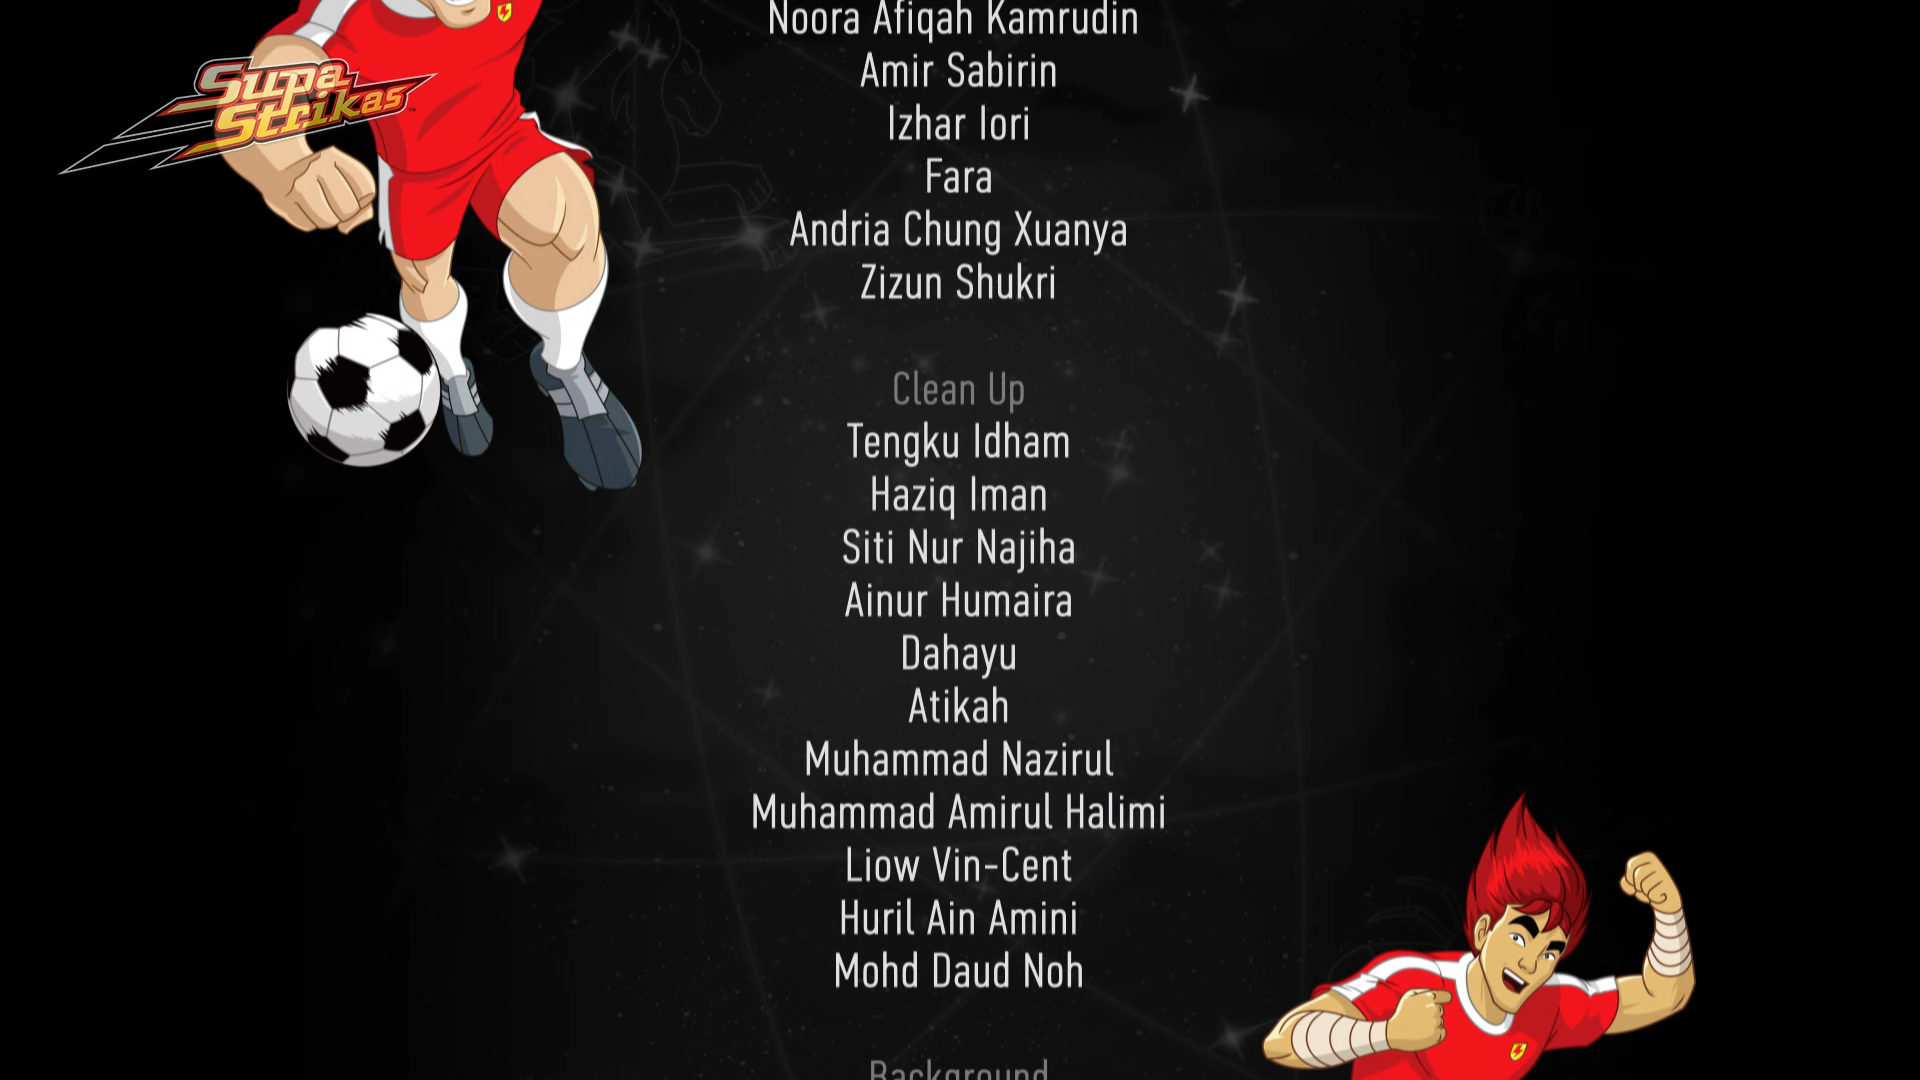 Supa
Strikas
Noora Afiqah Kamrudin
Amir Sabirin
Izhar Iori
Fara
Andria Chung Xuanya
Zizun Shukri
Clean Up
Tengku Idham
Haziq Iman
Siti Nur Najiha
Ainur Humaira
Dahayu
Atikah
Muhammad Nazirul
Muhammad Amirul Halimi
Liow Vin-Cent
Huril Ain Amini
Mohd Daud Noh
Background